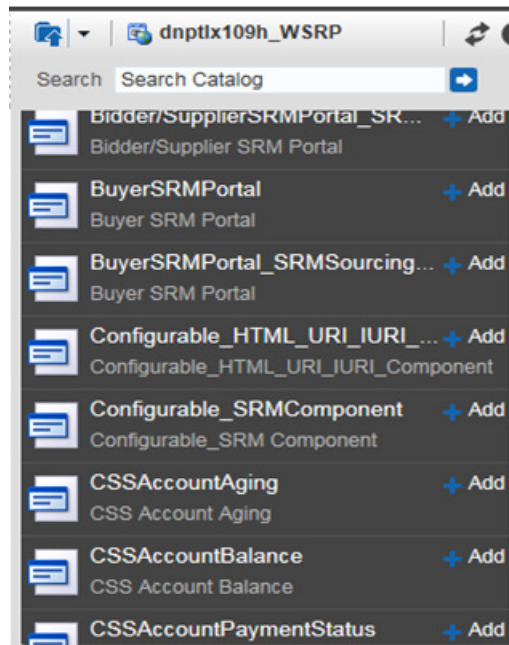 dnptlx109h_WSRP
Search Search Catalog
Bidder/SupplierSRMPortal_SR... Add
Bidder/Supplier SRM Portal
BuyerSRMPortal Add
Buyer SRM Portal
BuyerSRMPortal_SRMSourcing... Add
Buyer SRM Portal
Configurable_HTML_URI_IURI_... Add
Configurable_HTML_URI_IURI_Component
Configurable_SRMComponent Add
Configurable_SRM Component
CSSAccountAging Add
CSS Account Aging
CSSAccountBalance Add
CSS Account Balance
CSSAccountPaymentStatus Add